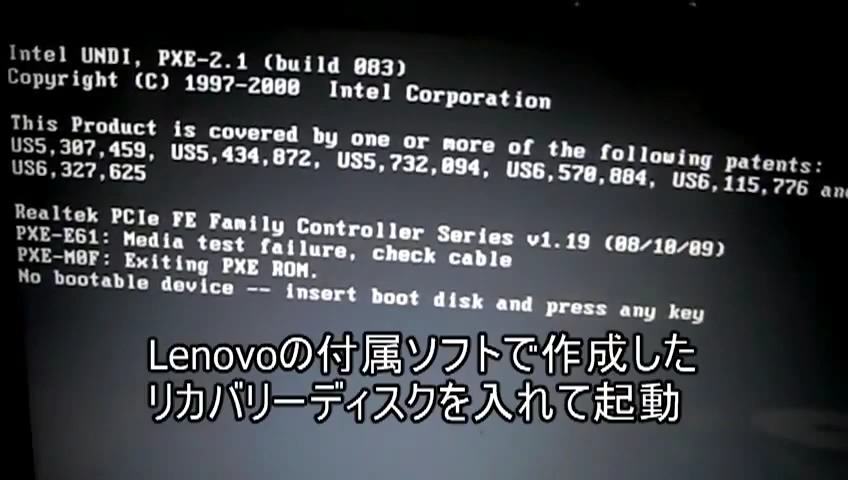 Intel UNDI, PXE-2.1 (build 083)
Copyright (C) 1997-2000  Intel Corporation
This Product is covered by one or more of the following patents:
US5,307,459, US5,434,872, US5,732,094, US6,570,884, US6,115,776 and
US6,327,625
Realtek PCIe FE Family Controller Series v1.19 (08/10/09)
PXE-E61: Media test failure, check cable
PXE-M0F: Exiting PXE ROM.
No bootable device -- insert boot disk and press any key
Lenovoの付属ソフトで作成した
リカバリーディスクを入れて起動